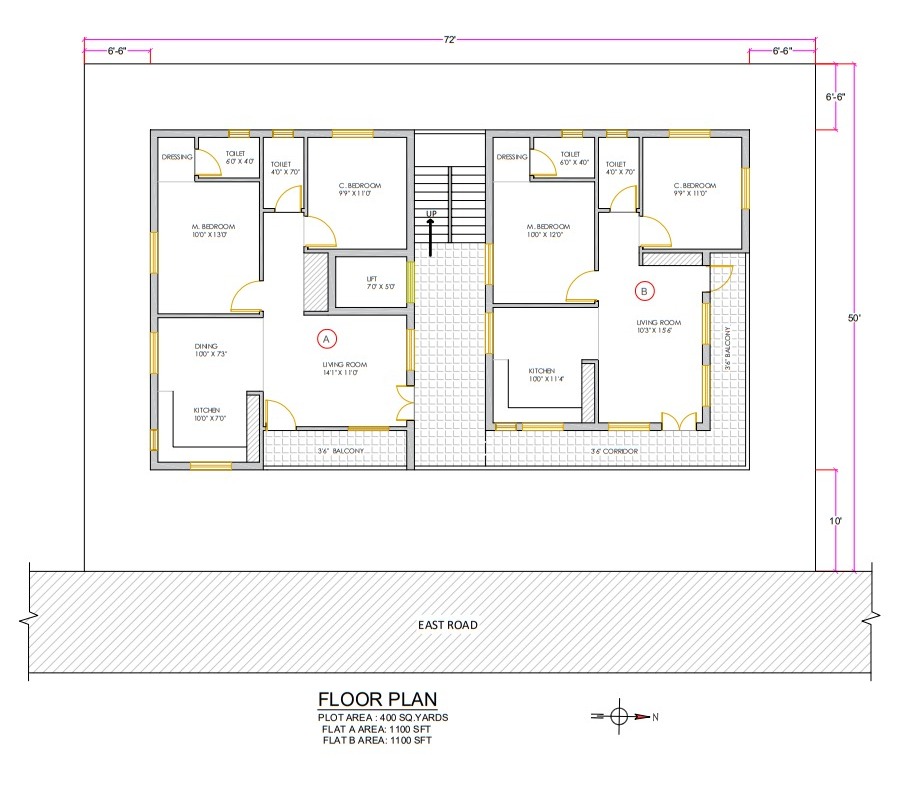 72'
6'-6"
6'-6"
6'-6"
DRESSING
TOILET
6'0" X 4'0"
TOILET
4'0" X 7'0"
C. BEDROOM
9'9" X 11'0"
M. BEDROOM
10'0" X 13'0"
UP
LIFT
7'0" X 5'0"
A
DINING
10'0" X 7'3"
LIVING ROOM
14'1" X 11'0"
KITCHEN
10'0" X 7'0"
3'6" BALCONY
DRESSING
TOILET
6'0" X 4'0"
TOILET
4'0" X 7'0"
C. BEDROOM
9'9" X 11'0"
M. BEDROOM
10'0" X 12'0"
B
LIVING ROOM
10'3" X 15'6"
KITCHEN
10'0" X 11'4"
3'6" BALCONY
3'6" CORRIDOR
50'
10'
EAST ROAD
FLOOR PLAN
PLOT AREA : 400 SQ.YARDS
FLAT A AREA: 1100 SFT
FLAT B AREA: 1100 SFT
N